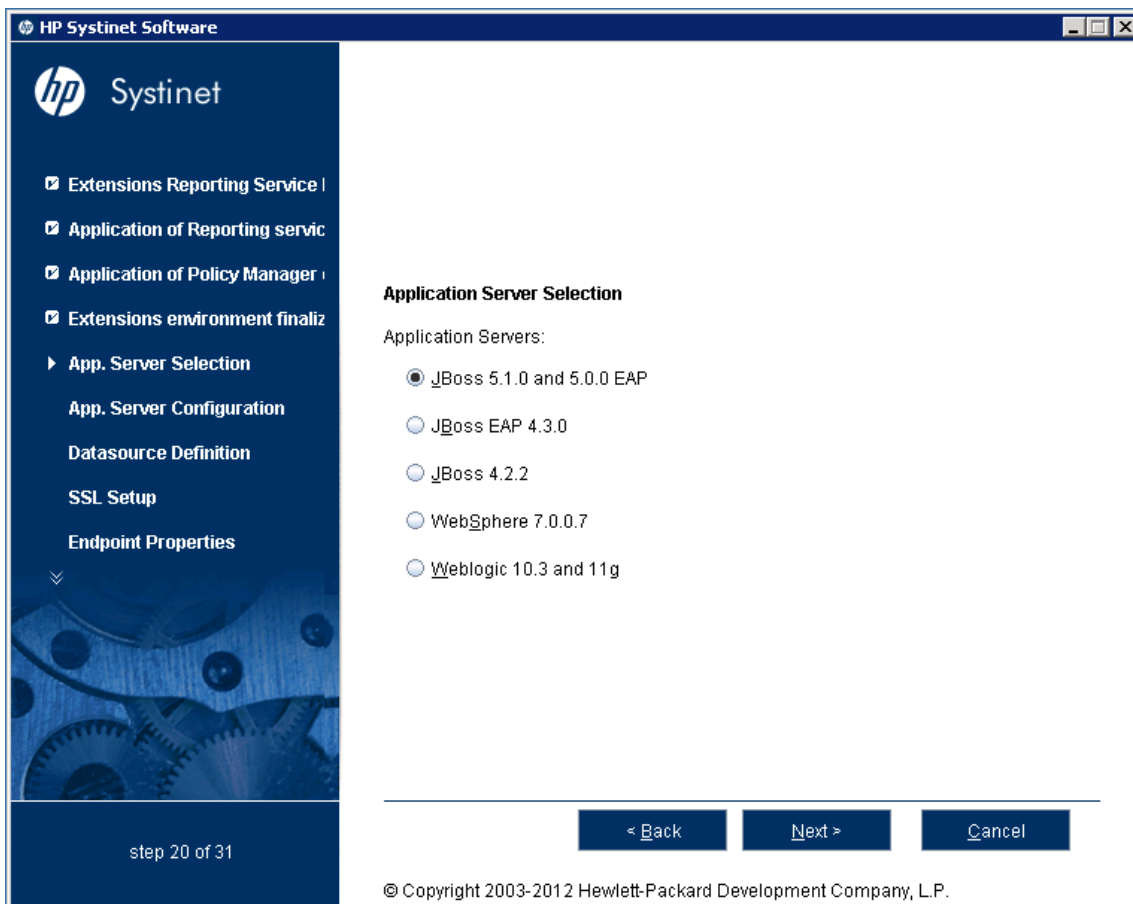 HP Systinet Software
hp Systinet
Extensions Reporting Service
Application of Reporting servic
Application of Policy Manager
Extensions environment finaliz
App. Server Selection
App. Server Configuration
Datasource Definition
SSL Setup
Endpoint Properties
step 20 of 31
Application Server Selection
Application Servers:
JBoss 5.1.0 and 5.0.0 EAP
JBoss EAP 4.3.0
JBoss 4.2.2
WebSphere 7.0.0.7
Weblogic 10.3 and 11g
< Back
Next >
Cancel
© Copyright 2003-2012 Hewlett-Packard Development Company, L.P.